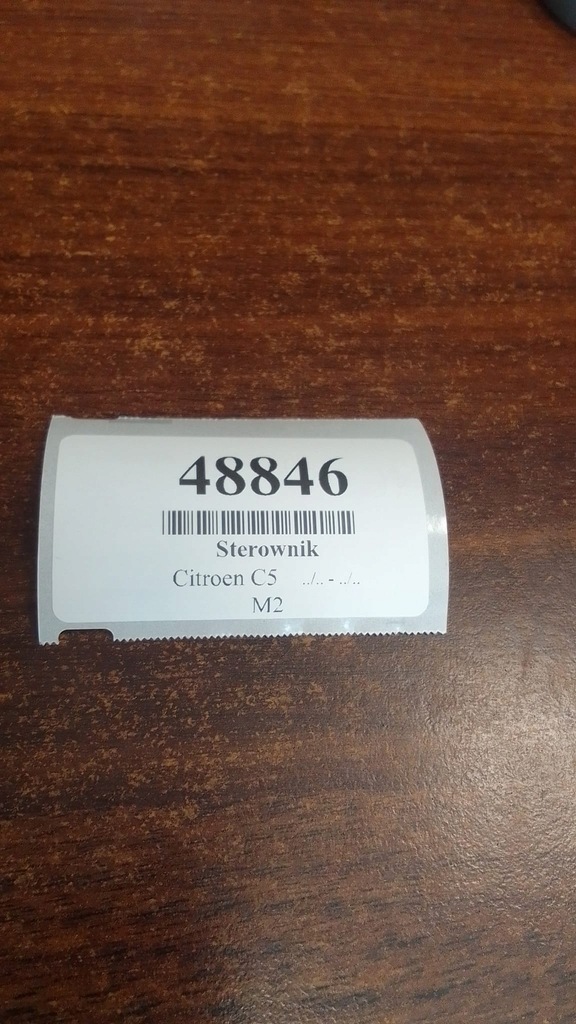 48846
Sterownik
Citroen C5 ../.. - ../..
M2